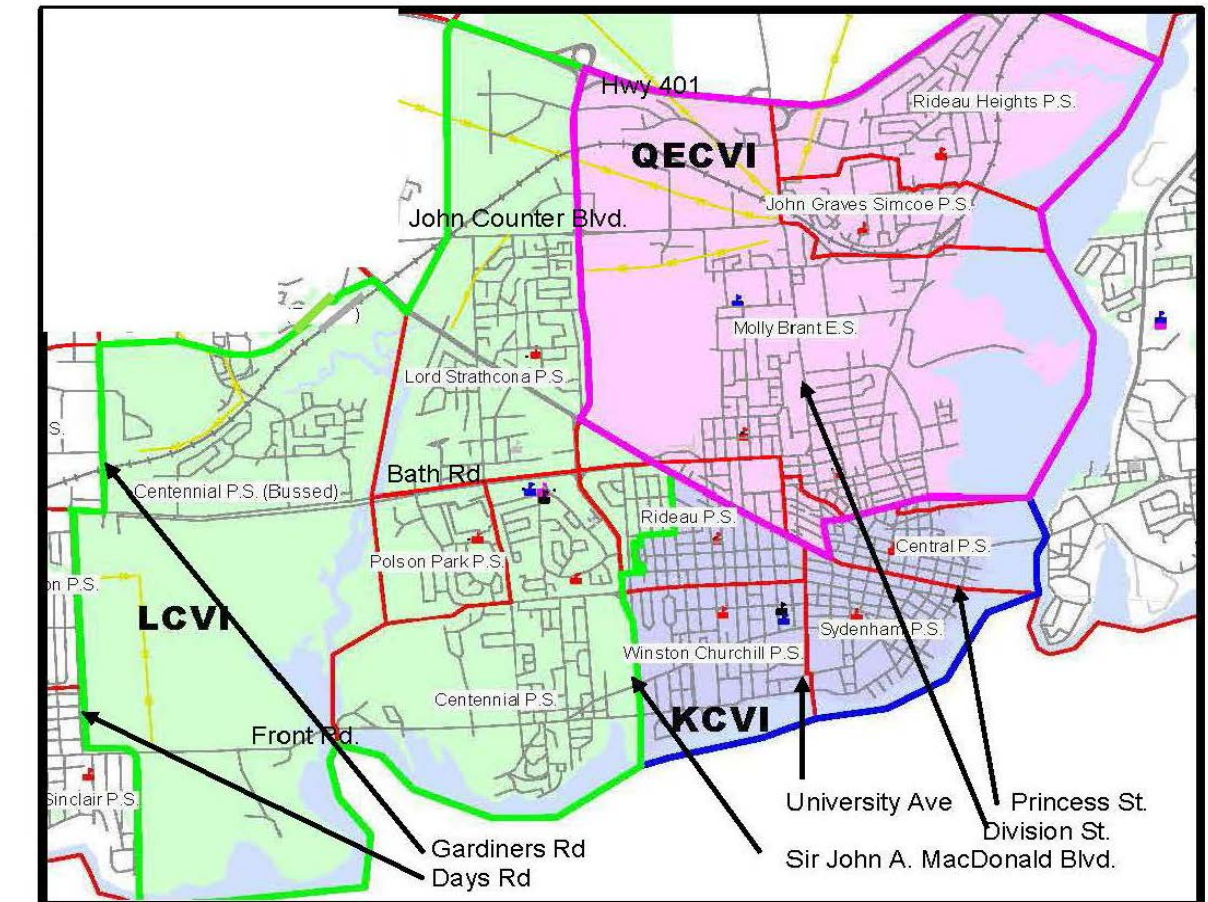 Hwy 401
Rideau Heights P.S.
QECVI
John Graves Simcoe P.S.
John Counter Blvd.
)
Molly Brant E.S.
Lord Strathcona P.S.
S.
Bath Rd
Centennial P.S. (Bussed)
Rideau P.S.
Central P.S.
Polson Park P.S.
on P.S.
LCVI
Sydenham P.S.
Winston Churchill P.S.
Centennial P.S.
KCVI
Front Rd.
Sinclair P.S.
University Ave
Princess St.
Division St.
Gardiners Rd
Sir John A. MacDonald Blvd.
Days Rd